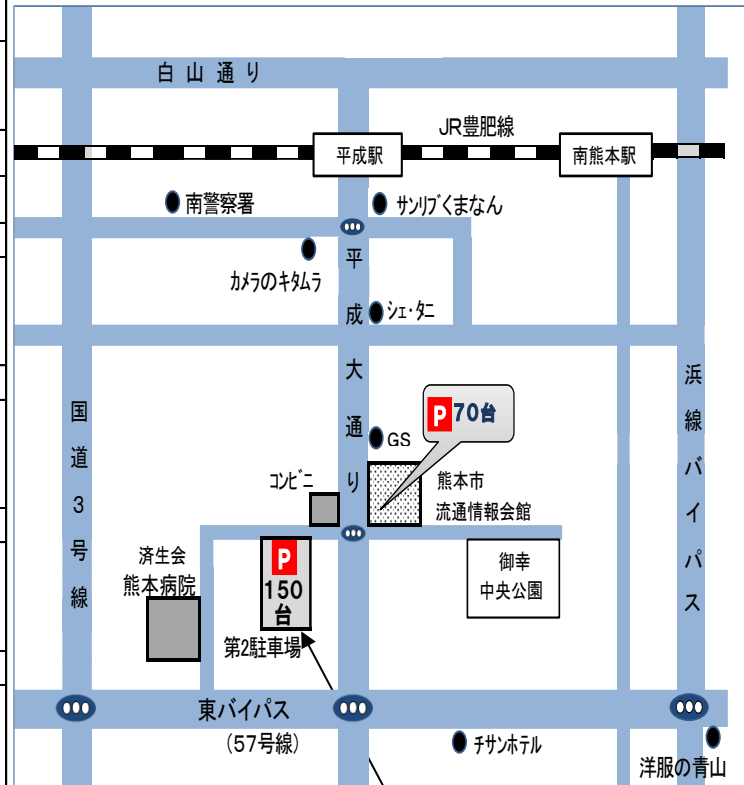 白山通り
JR豊肥線
平成駅
南熊本駅
南警察署
サンリブくまなん
カメラのキタムラ
平成大通り
シェ・タニ
国道3号線
浜線バイパス
P 70台
GS
コンビニ
熊本市
流通情報会館
済生会
熊本病院
P
150
台
第2駐車場
御幸
中央公園
東バイパス
(57号線)
チサンホテル
洋服の青山